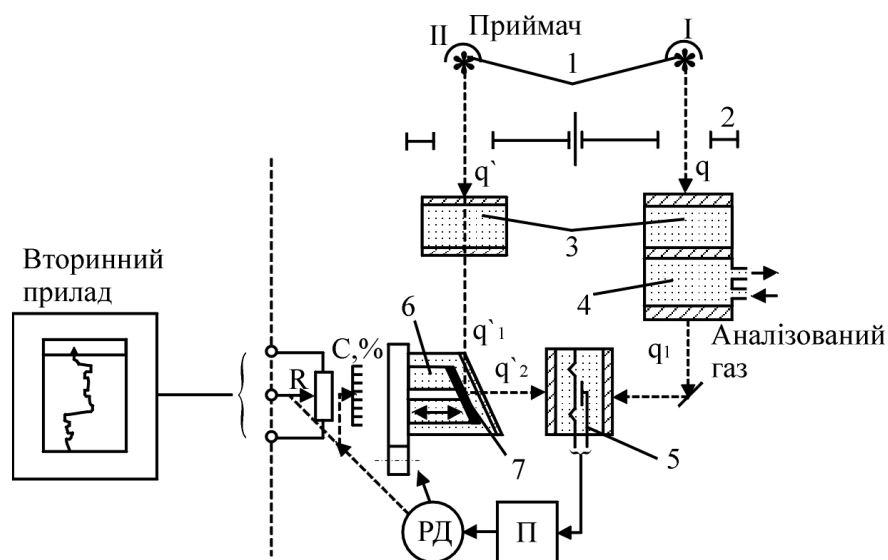 II
Приймач
I
1
2
q`
q
3
Вторинний
прилад
4
6
C,%
q`1
Аналізований
газ
q1
q`2
R
7
5
РД
П